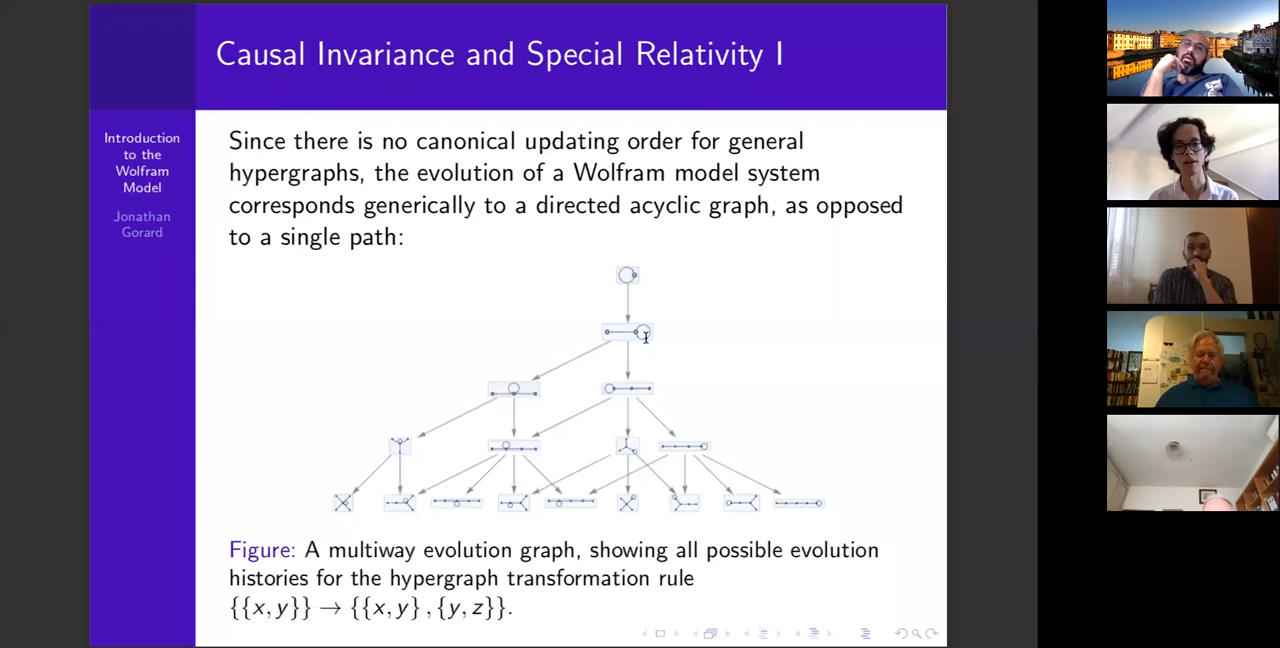 Causal Invariance and Special Relativity I
Introduction
to the
Wolfram
Model
Jonathan
Gorard
Since there is no canonical updating order for general
hypergraphs, the evolution of a Wolfram model system
corresponds generically to a directed acyclic graph, as opposed
to a single path:
Figure: A multiway evolution graph, showing all possible evolution
histories for the hypergraph transformation rule
{{x, y}} → {{x, y} , {y, z}}.